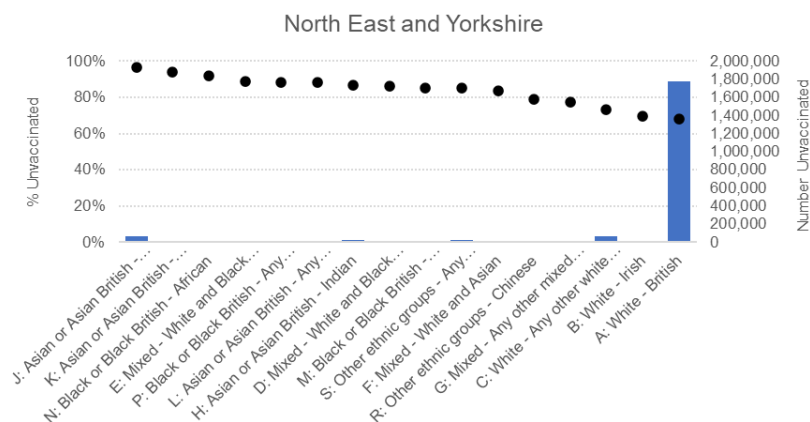 North East and Yorkshire
100%
80%
60%
40%
20%
0%
% Unvaccinated
2,000,000
1,800,000
1,600,000
1,400,000
1,200,000
1,000,000
800,000
600,000
400,000
200,000
0
Number Unvaccinated
J: Asian or Asian British -...
K: Asian or Asian British -...
N: Black or Black British - African
E: Mixed - White and Black...
P: Black or Black British - Any...
L: Asian or Asian British - Any...
H: Asian or Asian British - Indian
D: Mixed - White and Black...
M: Black or Black British -...
S: Other ethnic groups - Any...
F: Mixed - White and Asian
R: Other ethnic groups - Chinese
G: Mixed - Any other mixed...
C: White - Any other white...
B: White - Irish
A: White - British